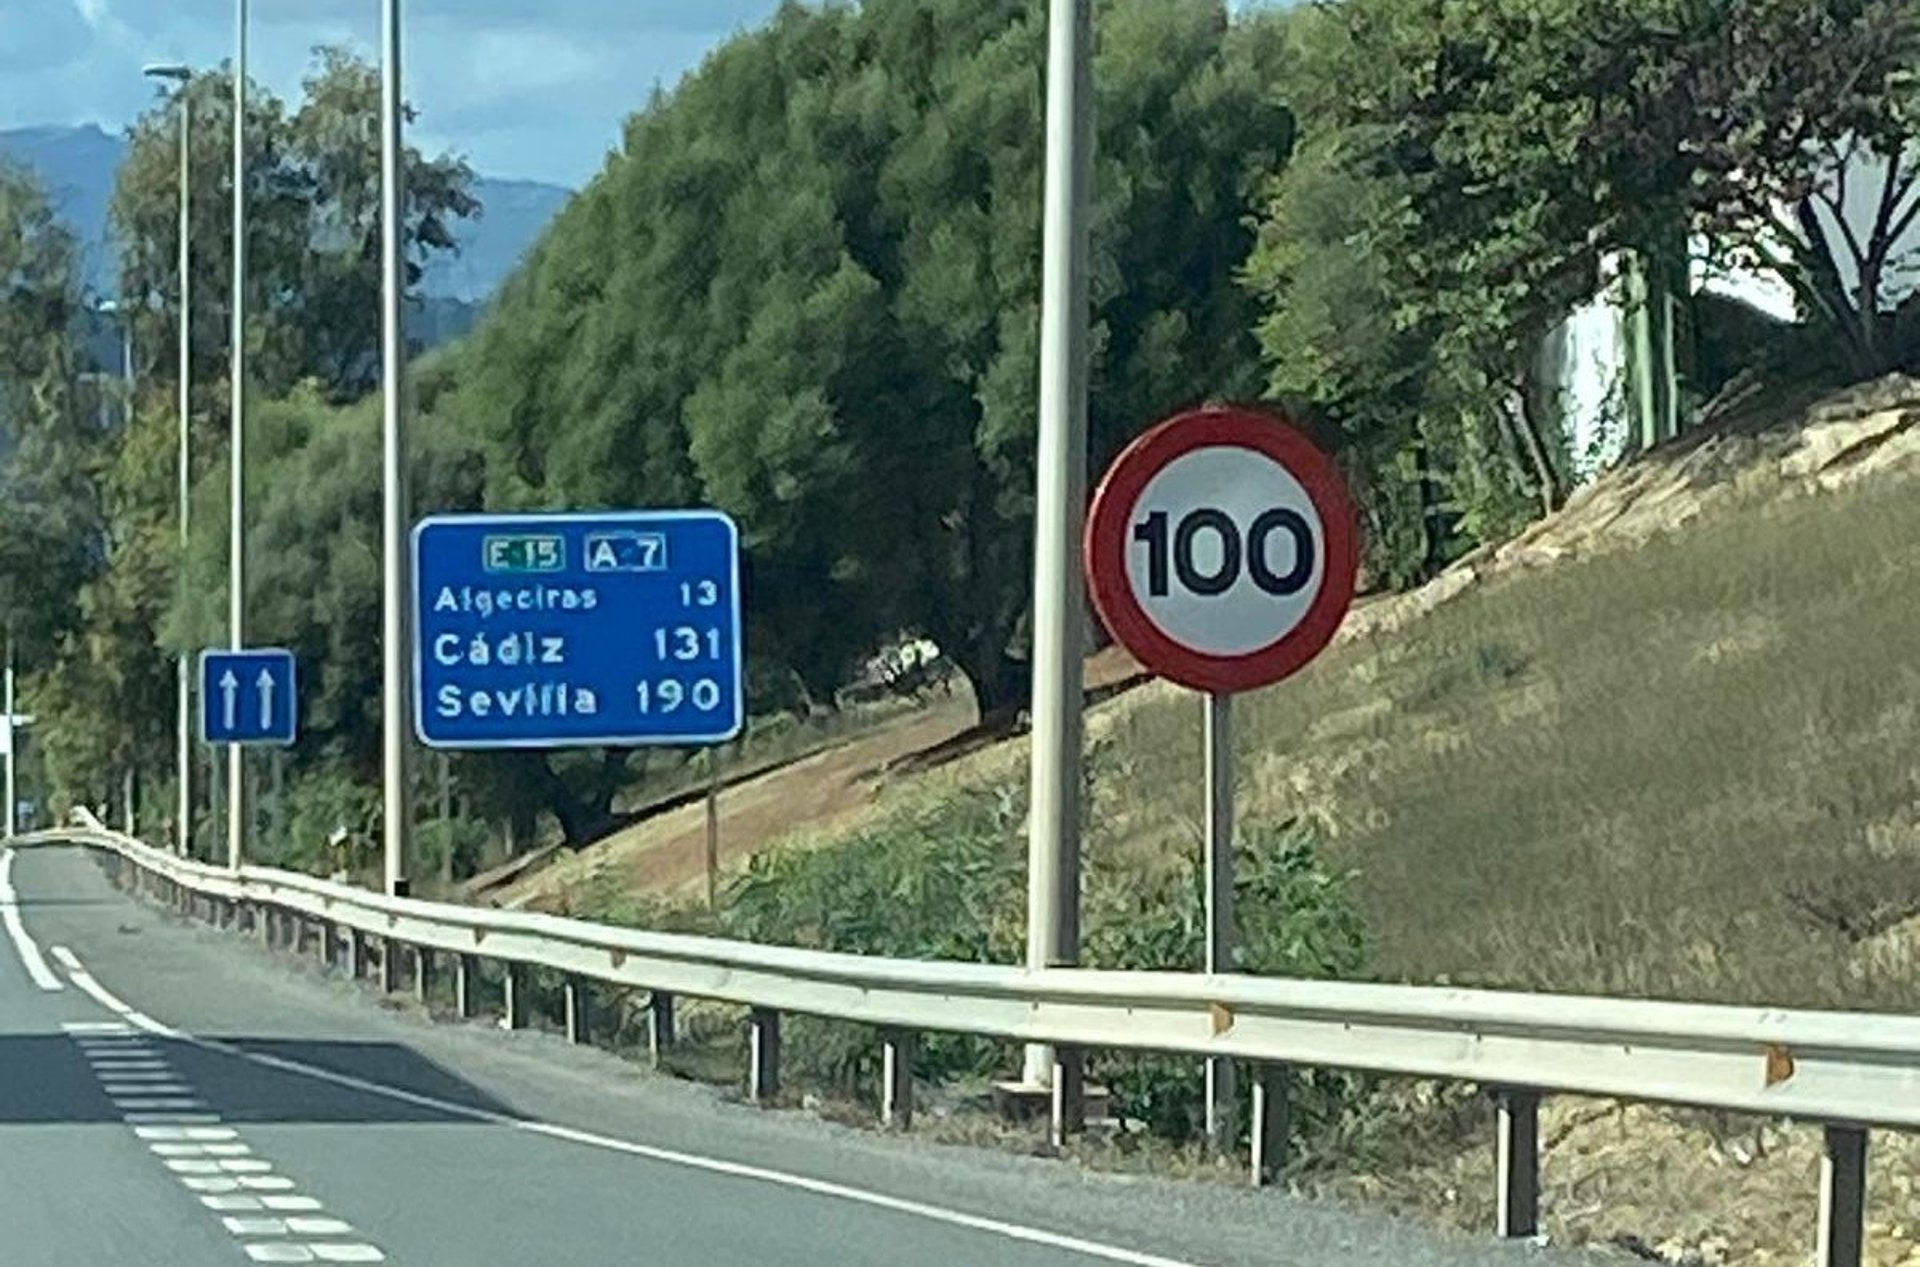 E-15 A-7
Algeciras 13
Cádiz 131
Sevilla 190
100